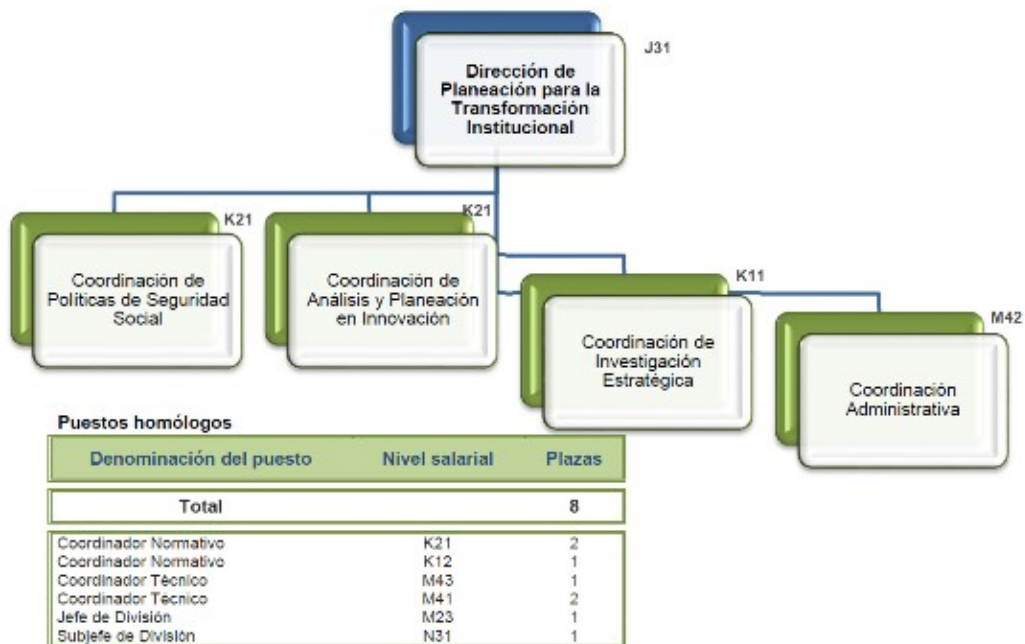 J31
Dirección de
Planeación para la
Transformación
Institucional
K21
Coordinación de
Políticas de Seguridad
Social
K21
Coordinación de
Análisis y Planeación
en Innovación
K11
Coordinación de
Investigación
Estratégica
M42
Coordinación
Administrativa
Puestos homólogos
Denominación del puesto Nivel salarial Plazas
Total 8
Coordinador Normativo K21 2
Coordinador Normativo K12 1
Coordinador Técnico M43 1
Coordinador Técnico M41 2
Jefe de División M23 1
Subjefe de División N31 1